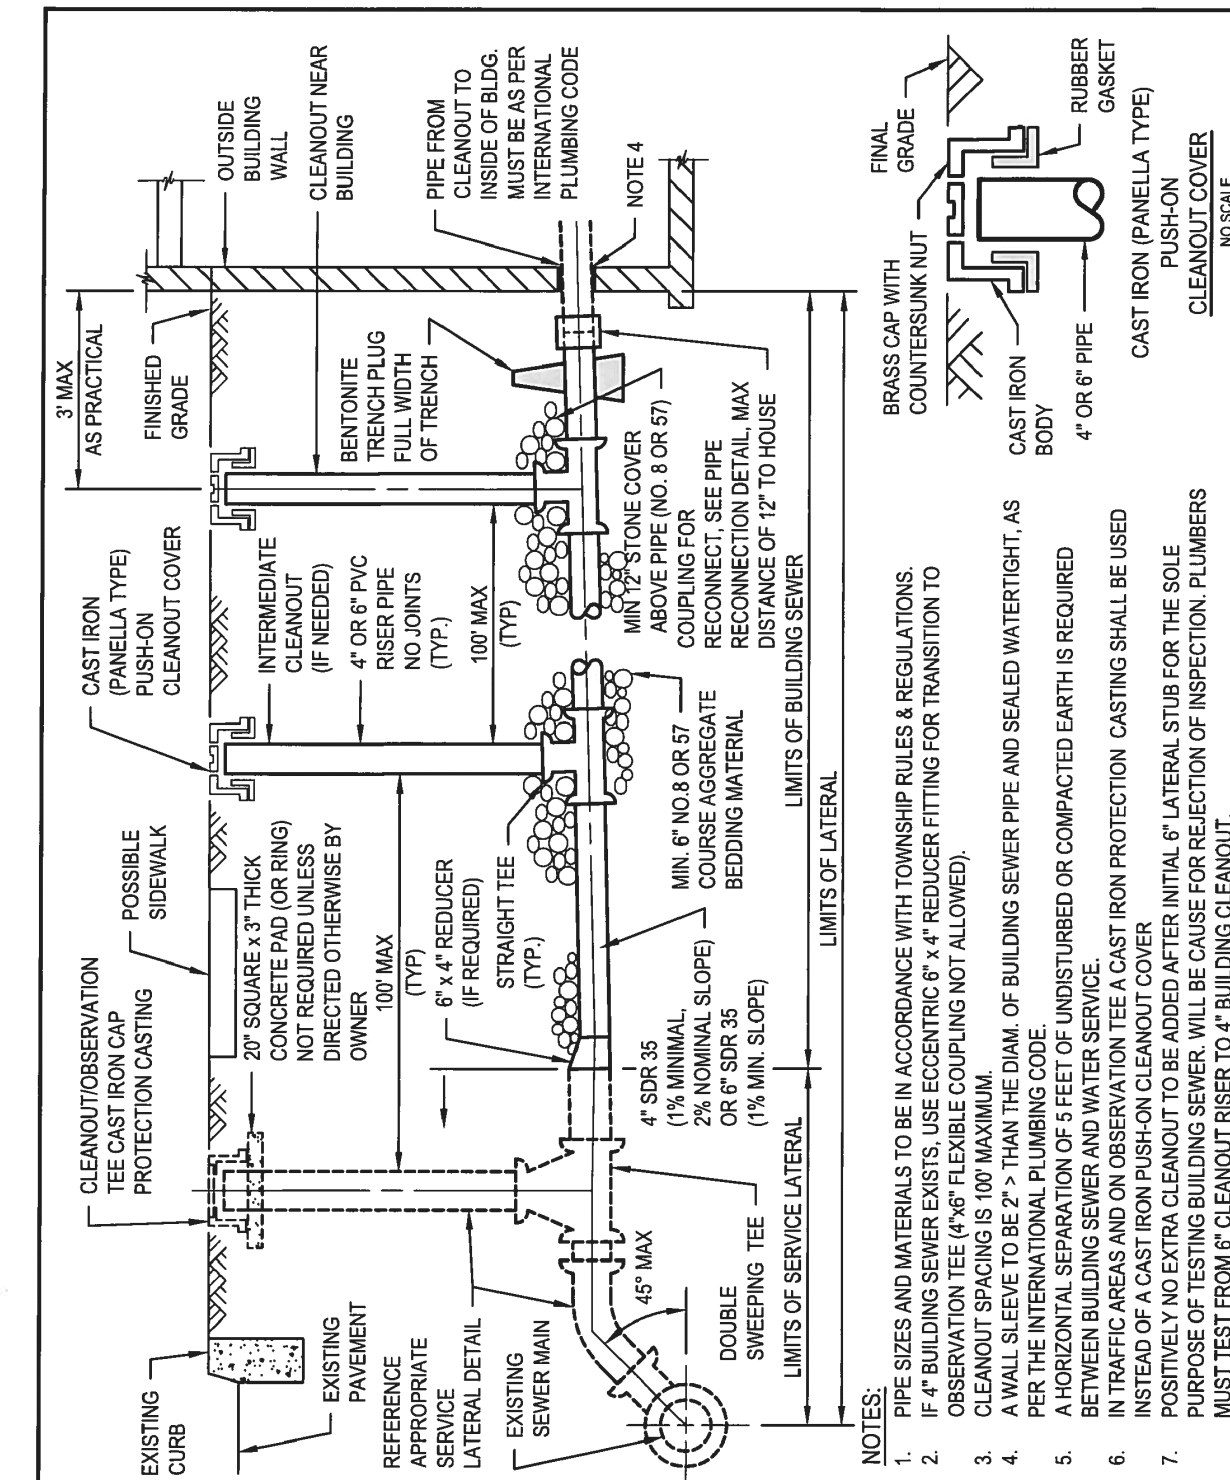 EXISTING
CURB
EXISTING
PAVEMENT
REFERENCE
APPROPRIATE
SERVICE
LATERAL DETAIL
EXISTING
SEWER MAIN
CLEANOUT/OBSERVATION
TEE CAST IRON CAP
PROTECTION CASTING
POSSIBLE
SIDEWALK
20" SQUARE x 3" THICK
CONCRETE PAD (OR RING)
NOT REQUIRED UNLESS
DIRECTED OTHERWISE BY
OWNER
100' MAX
(TYP)
6" x 4" REDUCER
(IF REQUIRED)
STRAIGHT TEE
(TYP.)
CAST IRON
(PANELLA TYPE)
PUSH-ON
CLEANOUT COVER
INTERMEDIATE
CLEANOUT
(IF NEEDED)
4" OR 6" PVC
RISER PIPE
NO JOINTS
(TYP.)
100' MAX
(TYP)
3' MAX
AS PRACTICAL
FINISHED
GRADE
BENTONITE
TRENCH PLUG
FULL WIDTH
OF TRENCH
OUTSIDE
BUILDING
WALL
CLEANOUT NEAR
BUILDING
PIPE FROM
CLEANOUT TO
INSIDE OF BLDG.
MUST BE AS PER
INTERNATIONAL
PLUMBING CODE
NOTE 4
45° MAX
DOUBLE
SWEEPING TEE
4" SDR 35
(1% MINIMAL,
2% NOMINAL SLOPE)
OR 6" SDR 35
(1% MIN. SLOPE)
MIN. 6" NO.8 OR 57
COURSE AGGREGATE
BEDDING MATERIAL
MIN 12" STONE COVER
ABOVE PIPE (NO. 8 OR 57)
COUPLING FOR
RECONNECT, SEE PIPE
RECONNECTION DETAIL, MAX
DISTANCE OF 12" TO HOUSE
LIMITS OF SERVICE LATERAL
LIMITS OF BUILDING SEWER
LIMITS OF LATERAL
NOTES:
1. PIPE SIZES AND MATERIALS TO BE IN ACCORDANCE WITH TOWNSHIP RULES & REGULATIONS.
2. IF 4" BUILDING SEWER EXISTS, USE ECCENTRIC 6" x 4" REDUCER FITTING FOR TRANSITION TO
OBSERVATION TEE (4"x6" FLEXIBLE COUPLING NOT ALLOWED).
3. CLEANOUT SPACING IS 100' MAXIMUM.
4. A WALL SLEEVE TO BE 2" > THAN THE DIAM. OF BUILDING SEWER PIPE AND SEALED WATERTIGHT, AS
PER THE INTERNATIONAL PLUMBING CODE.
5. A HORIZONTAL SEPARATION OF 5 FEET OF UNDISTURBED OR COMPACTED EARTH IS REQUIRED
BETWEEN BUILDING SEWER AND WATER SERVICE.
6. IN TRAFFIC AREAS AND ON OBSERVATION TEE A CAST IRON PROTECTION CASTING SHALL BE USED
INSTEAD OF A CAST IRON PUSH-ON CLEANOUT COVER
7. POSITIVELY NO EXTRA CLEANOUT TO BE ADDED AFTER INITIAL 6" LATERAL STUB FOR THE SOLE
PURPOSE OF TESTING BUILDING SEWER. WILL BE CAUSE FOR REJECTION OF INSPECTION. PLUMBERS
MUST TEST FROM 6" CLEANOUT RISER TO 4" BUILDING CLEANOUT.
BRASS CAP WITH
COUNTERSUNK NUT
FINAL
GRADE
CAST IRON
BODY
4" OR 6" PIPE
RUBBER
GASKET
CAST IRON (PANELLA TYPE)
PUSH-ON
CLEANOUT COVER
NO SCALE